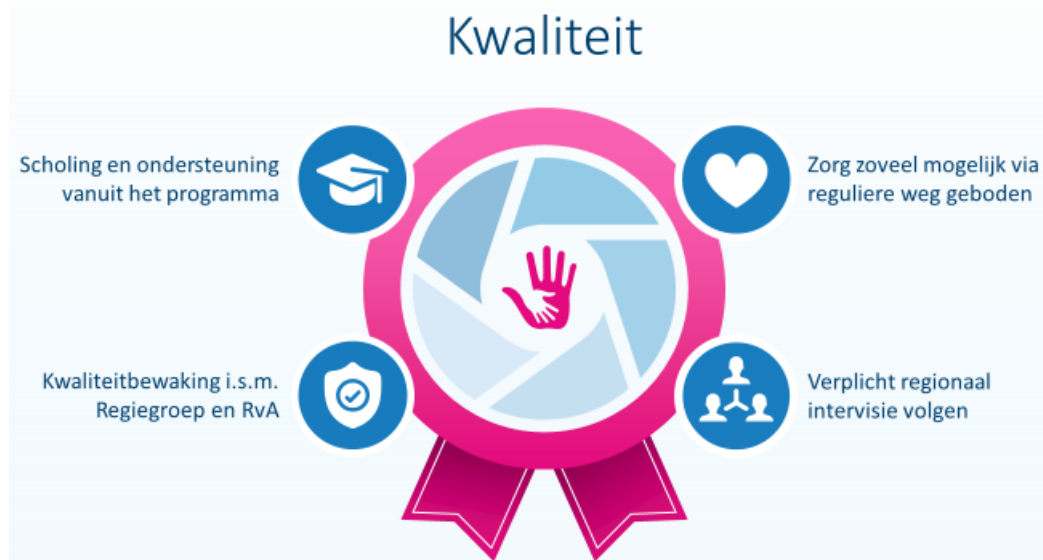 Kwaliteit
Scholing en ondersteuning
vanuit het programma
Zorg zoveel mogelijk via
reguliere weg geboden
Kwaliteitbewaking i.s.m.
Regiegroep en RvA
Verplicht regionaal
intervisie volgen